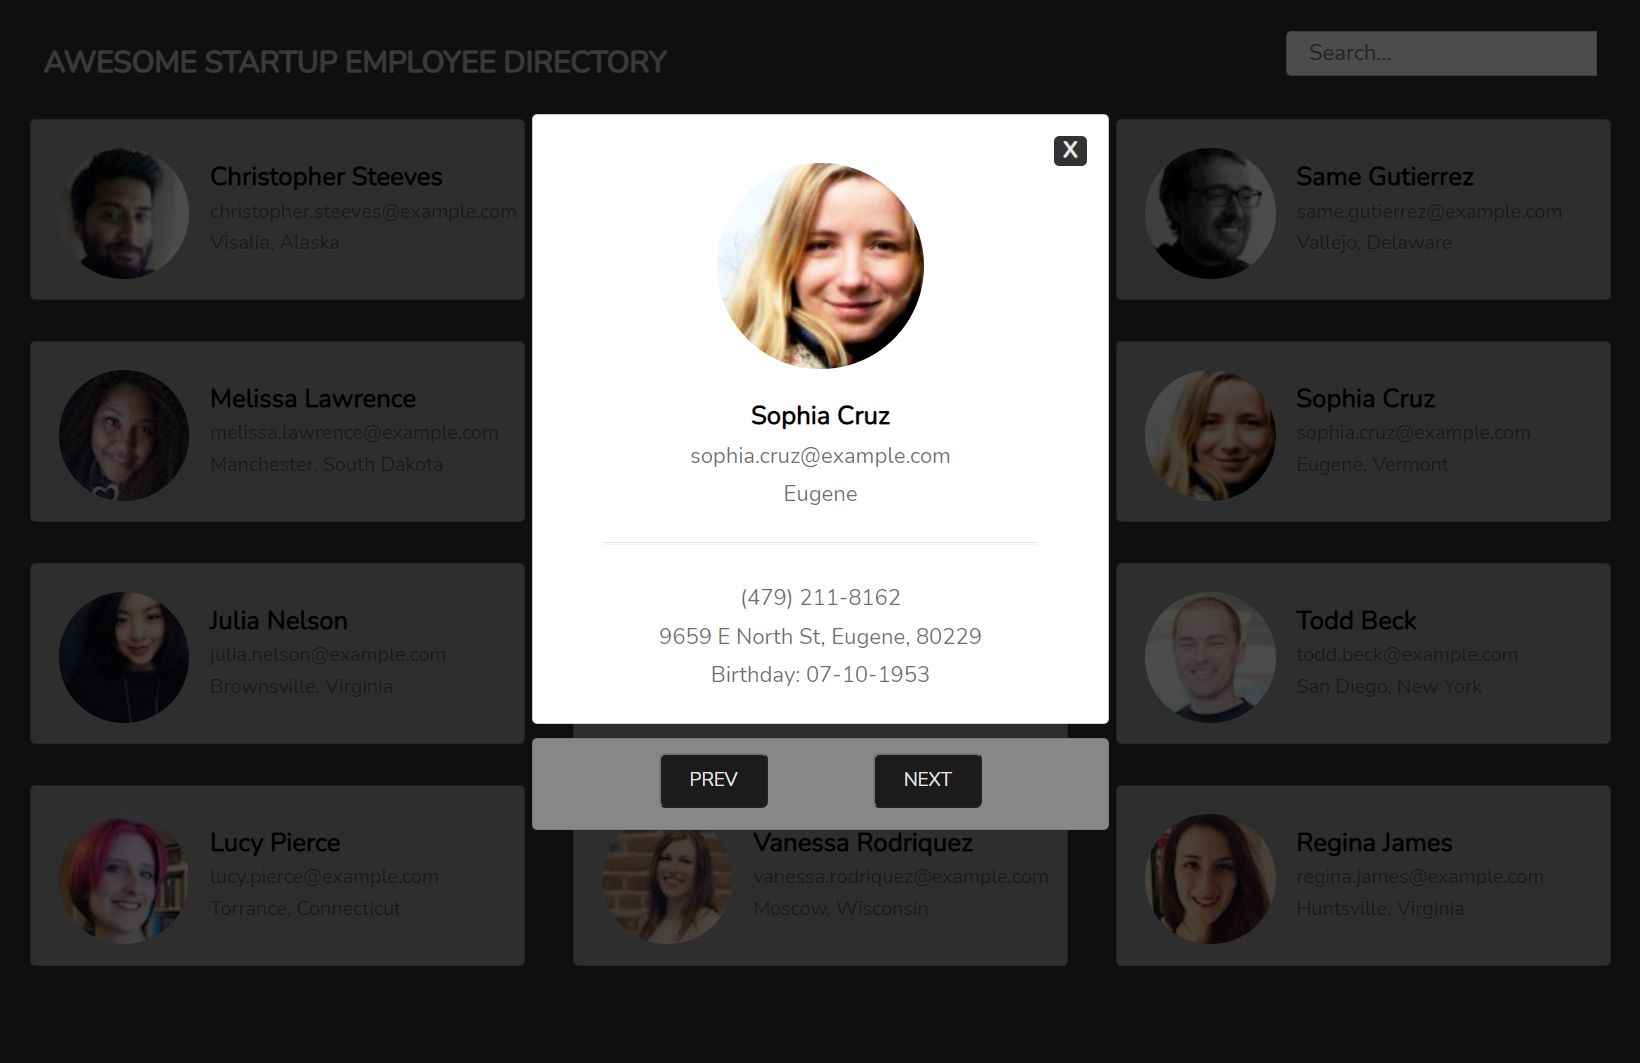 AWESOME STARTUP EMPLOYEE DIRECTORY
Search...
Christopher Steeves
christopher.steeves@example.com
Visalia, Alaska
X
Sophia Cruz
sophia.cruz@example.com
Eugene
(479) 211-8162
9659 E North St, Eugene, 80229
Birthday: 07-10-1953
PREV
NEXT
Same Gutierrez
same.gutierrez@example.com
Vallejo, Delaware
Melissa Lawrence
melissa.lawrence@example.com
Manchester, South Dakota
Sophia Cruz
sophia.cruz@example.com
Eugene, Vermont
Julia Nelson
julia.nelson@example.com
Brownsville, Virginia
Todd Beck
todd.beck@example.com
San Diego, New York
Lucy Pierce
lucy.pierce@example.com
Torrance, Connecticut
Vanessa Rodriquez
vanessa.rodriquez@example.com
Moscow, Wisconsin
Regina James
regina.james@example.com
Huntsville, Virginia